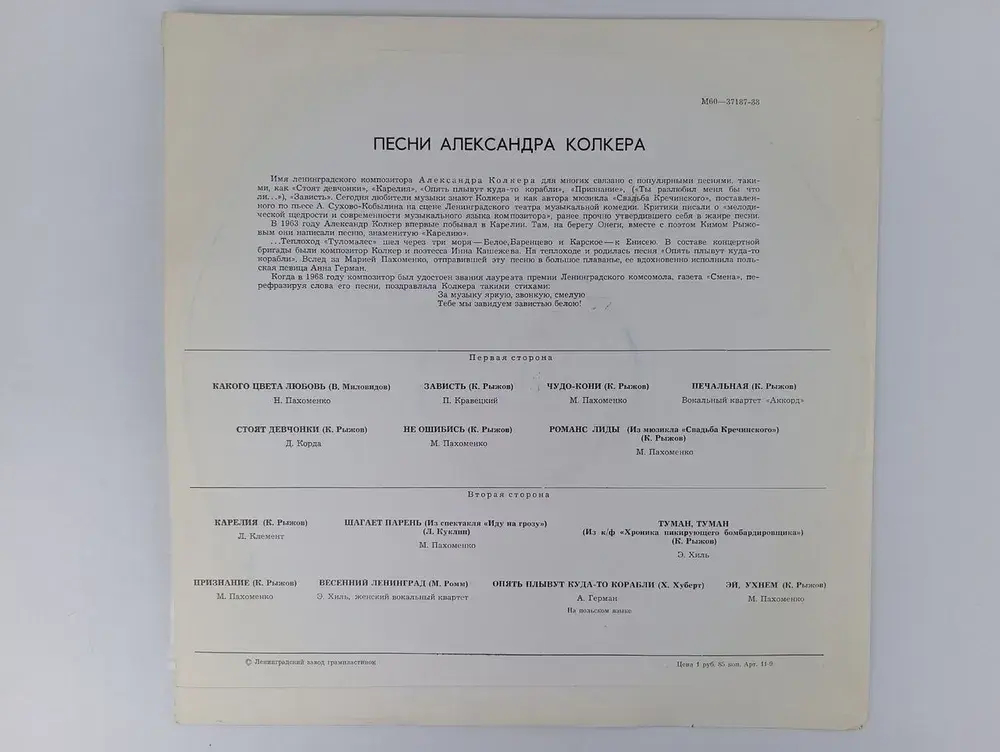 М60—37187-88
ПЕСНИ АЛЕКСАНДРА КОЛКЕРА
Имя ленинградского композитора Александра Колкера для многих связано с популярными песнями, таки-
ми, как «Стоят девчонки», «Карелия», «Опять плывут куда-то корабли», «Признание», («Ты разлюбил меня бы что
ли...»), «Зависть». Сегодня любители музыки знают Колкера и как автора мюзикла «Свадьба Кречинского», поставлен-
ного по пьесе А. Сухово-Кобылина на сцене Ленинградского театра музыкальной комедии. Критики писали о «мелоди-
ческой щедрости и современности музыкального языка композитора», ранее прочно утвердившего себя в жанре песни.
В 1963 году Александр Колкер впервые побывал в Карелии. Там, на берегу Онеги, вместе с поэтом Кимом Рыжо-
вым они написали песню, знаменитую «Карелию».
...Теплоход «Туломалес» шел через три моря—Белое, Баренцево и Карское—к Енисею. В составе концертной
бригады были композитор Колкер и поэтесса Инна Кашежева. На теплоходе и родилась песня «Опять плывут куда-то
корабли». Вслед за Марией Пахоменко, отправившей эту песню в большое плаванье, ее вдохновенно исполнила поль-
ская певица Анна Герман.
Когда в 1968 году композитор был удостоен звания лауреата премии Ленинградского комсомола, газета «Смена», пе-
рефразируя слова его песни, поздравляла Колкера такими стихами:
За музыку яркую, звонкую, смелую
Тебе мы завидуем завистью белою!
Первая сторона
КАКОГО ЦВЕТА ЛЮБОВЬ (В. Миловидов) ЗАВИСТЬ (К. Рыжов) ЧУДО-КОНИ (К. Рыжов) ПЕЧАЛЬНАЯ (К. Рыжов)
Н. Пахоменко П. Кравецкий М. Пахоменко Вокальный квартет «Аккорд»
СТОЯТ ДЕВЧОНКИ (К. Рыжов) НЕ ОШИБИСЬ (К. Рыжов) РОМАНС ЛИДЫ (Из мюзикла «Свадьба Кречинского»)
(К. Рыжов)
Д. Корда М. Пахоменко
М. Пахоменко
Вторая сторона
КАРЕЛИЯ (К. Рыжов) ШАГАЕТ ПАРЕНЬ (Из спектакля «Иду на грозу») ТУМАН, ТУМАН
(Л. Куклин) (Из к/ф «Хроника пикирующего бомбардировщика»)
Л. Клемент (К. Рыжов)
М. Пахоменко
Э. Хиль
ПРИЗНАНИЕ (К. Рыжов) ВЕСЕННИЙ ЛЕНИНГРАД (М. Ромм) ОПЯТЬ ПЛЫВУТ КУДА-ТО КОРАБЛИ (Х. Хуберт) ЭЙ, УХНЕМ (К. Рыжов)
М. Пахоменко Э. Хиль, женский вокальный квартет А. Герман М. Пахоменко
На польском языке
© Ленинградский завод грампластинок Цена 1 руб. 85 коп. Арт. 11-9